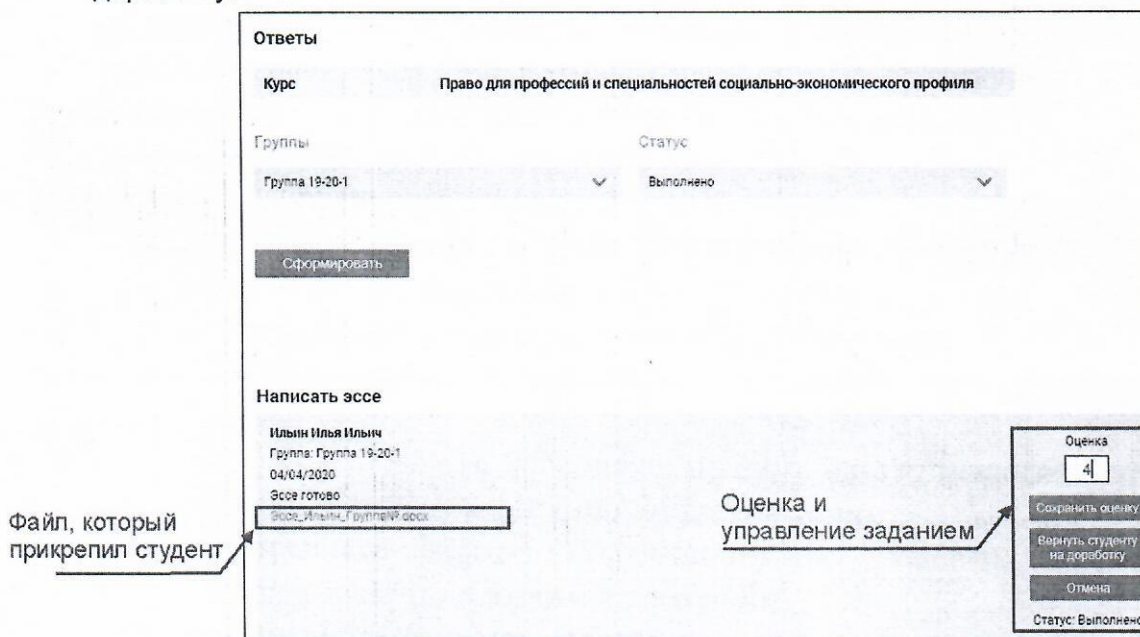 Ответы
Курс Право для профессий и специальностей социально-экономического профиля
Группы Статус
Группа 19-20-1 Выполнено
Сформировать
Написать эссе
Ильин Илья Ильич
Группа: Группа 19-20-1
04/04/2020
Эссе готово
Эссе_Ильин_Группа№.docx
Файл, который
прикрепил студент
Оценка и
управление заданием
Оценка
4
Сохранить оценку
Вернуть студенту
на доработку
Отмена
Статус: Выполнено